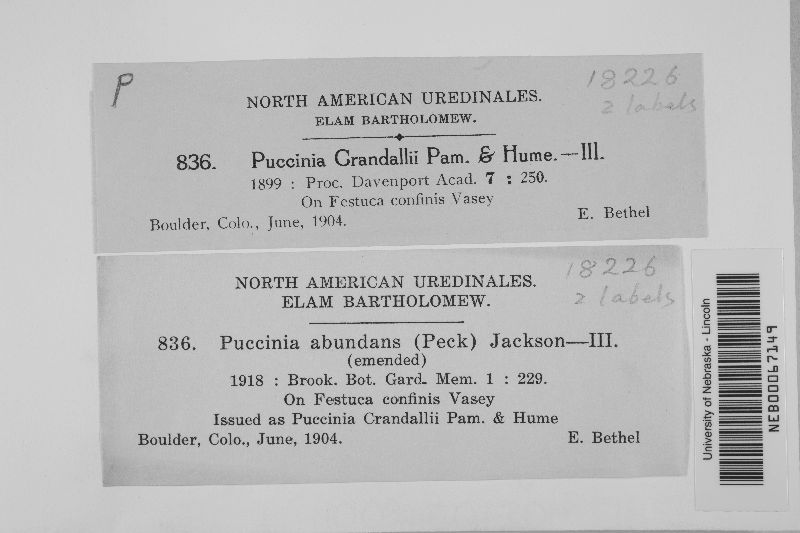 P
18226
2 labels
NORTH AMERICAN UREDINALES.
ELAM BARTHOLOMEW.
836. Puccinia Crandallii Pam. & Hume.—III.
1899 : Proc. Davenport Acad. 7 : 250.
On Festuca confinis Vasey
Boulder, Colo., June, 1904. E. Bethel
18226
2 labels
NORTH AMERICAN UREDINALES.
ELAM BARTHOLOMEW.
836. Puccinia abundans (Peck) Jackson—III.
(emended)
1918 : Brook. Bot. Gard. Mem. 1 : 229.
On Festuca confinis Vasey
Issued as Puccinia Crandallii Pam. & Hume
Boulder, Colo., June, 1904. E. Bethel
University of Nebraska - Lincoln
NEB00067149